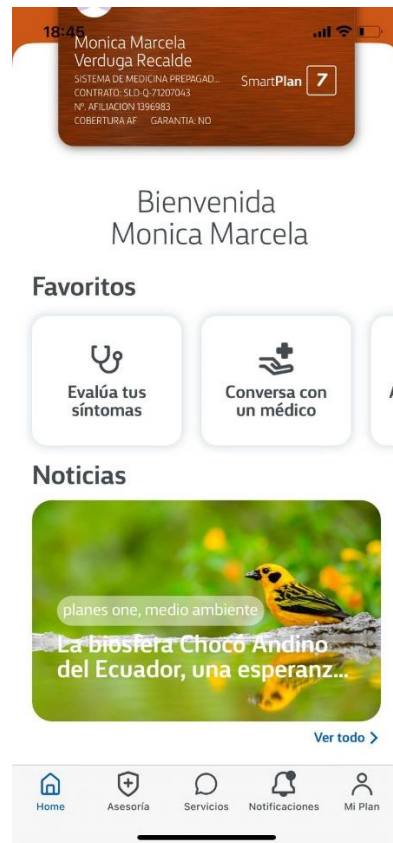 18:45
Monica Marcela
Verduga Recalde
SISTEMA DE MEDICINA PREPAGAD...
CONTRATO: SLD-Q-71207043
Nº. AFILIACION 1396983
COBERTURA AF GARANTIA: NO
SmartPlan 7
Bienvenida
Monica Marcela
Favoritos
Evalúa tus
síntomas
Conversa con
un médico
A
Noticias
planes one, medio ambiente
La biosfera Chocó Andino
del Ecuador, una esperanz...
Ver todo >
Home Asesoría Servicios Notificaciones Mi Plan